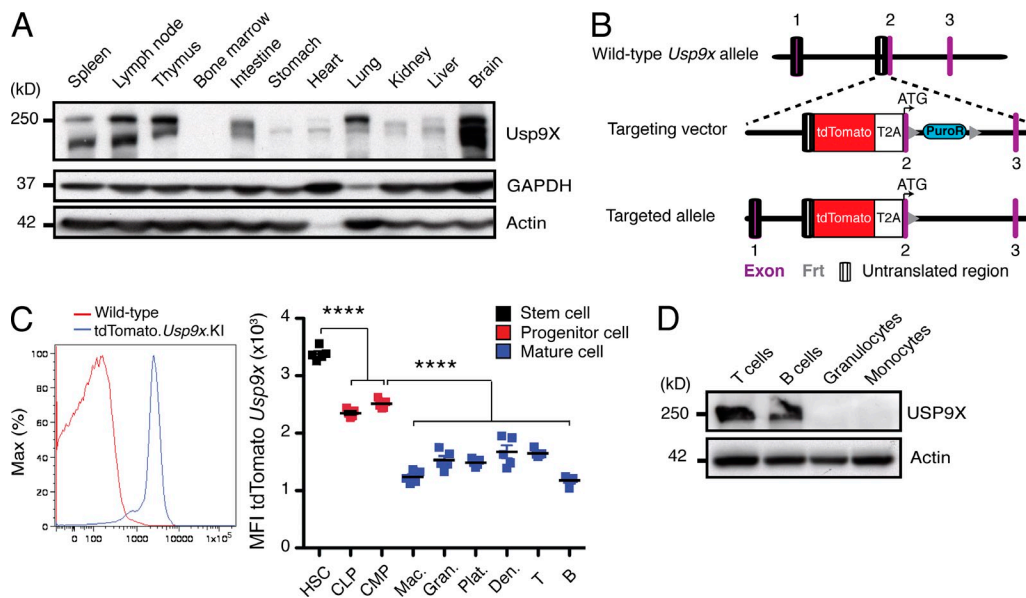 A
Spleen
Lymph node
Thymus
Bone marrow
Intestine
Stomach
Heart
Lung
Kidney
Liver
Brain
(kD)
250
Usp9X
37
GAPDH
42
Actin
B
1
2
3
Wild-type Usp9x allele
ATG
Targeting vector
tdTomato
T2A
PuroR
2
3
ATG
Targeted allele
tdTomato
T2A
1
2
3
Exon
Frt
Untranslated region
C
Wild-type
tdTomato.Usp9x.KI
Max (%)
100
80
60
40
20
0
0 100 1000 10000 1x10⁵
MFI tdTomato Usp9x (x10³)
4
3
2
1
0
****
****
Stem cell
Progenitor cell
Mature cell
HSC
CLP
CMP
Mac.
Gran.
Plat.
Den.
T
B
D
T cells
B cells
Granulocytes
Monocytes
(kD)
250
USP9X
42
Actin